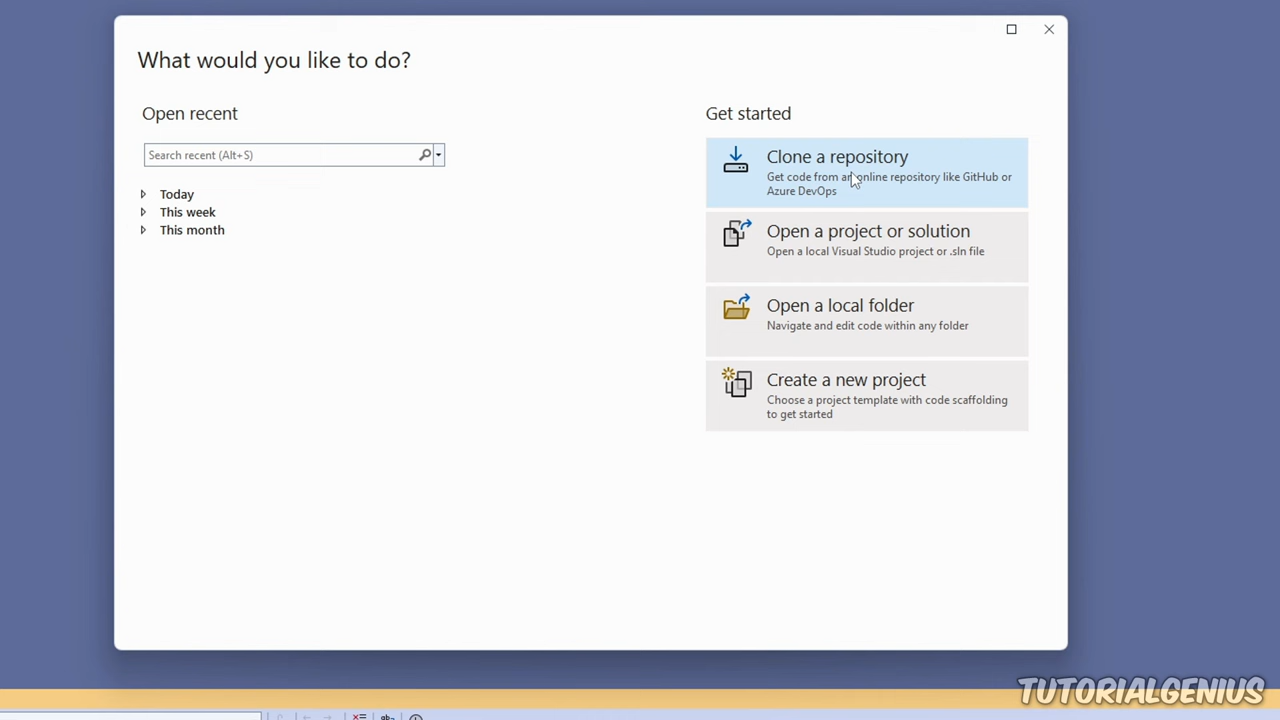 What would you like to do?
Open recent
Search recent (Alt+S)
Today
This week
This month
Get started
Clone a repository
Get code from an online repository like GitHub or
Azure DevOps
Open a project or solution
Open a local Visual Studio project or .sln file
Open a local folder
Navigate and edit code within any folder
Create a new project
Choose a project template with code scaffolding
to get started
TUTORIALGENIUS